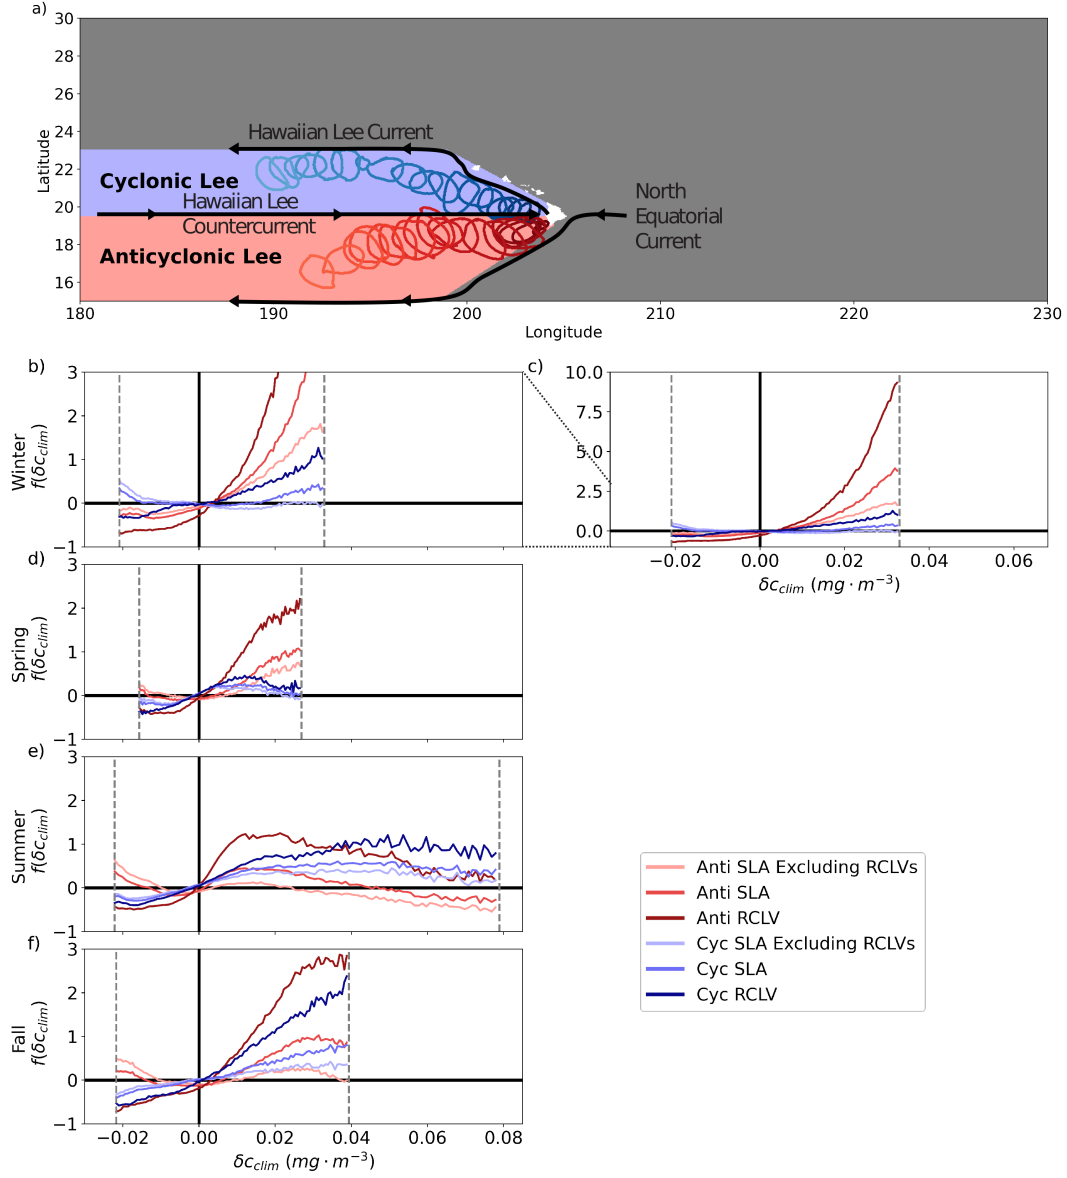 a)
30
28
26
24
22
20
18
16
Latitude
Hawaiian Lee Current
Cyclonic Lee
Hawaiian Lee
Countercurrent
Anticyclonic Lee
North
Equatorial
Current
180
190
200
210
220
230
Longitude
b)
3
2
1
0
−1
Winter
f(δc_clim)
c)
10.0
7.5
5.0
2.5
0.0
−0.02
0.00
0.02
0.04
0.06
δc_clim (mg · m⁻³)
d)
3
2
1
0
−1
Spring
f(δc_clim)
e)
3
2
1
0
−1
Summer
f(δc_clim)
Anti SLA Excluding RCLVs
Anti SLA
Anti RCLV
Cyc SLA Excluding RCLVs
Cyc SLA
Cyc RCLV
f)
3
2
1
0
−1
Fall
f(δc_clim)
−0.02
0.00
0.02
0.04
0.06
0.08
δc_clim (mg · m⁻³)